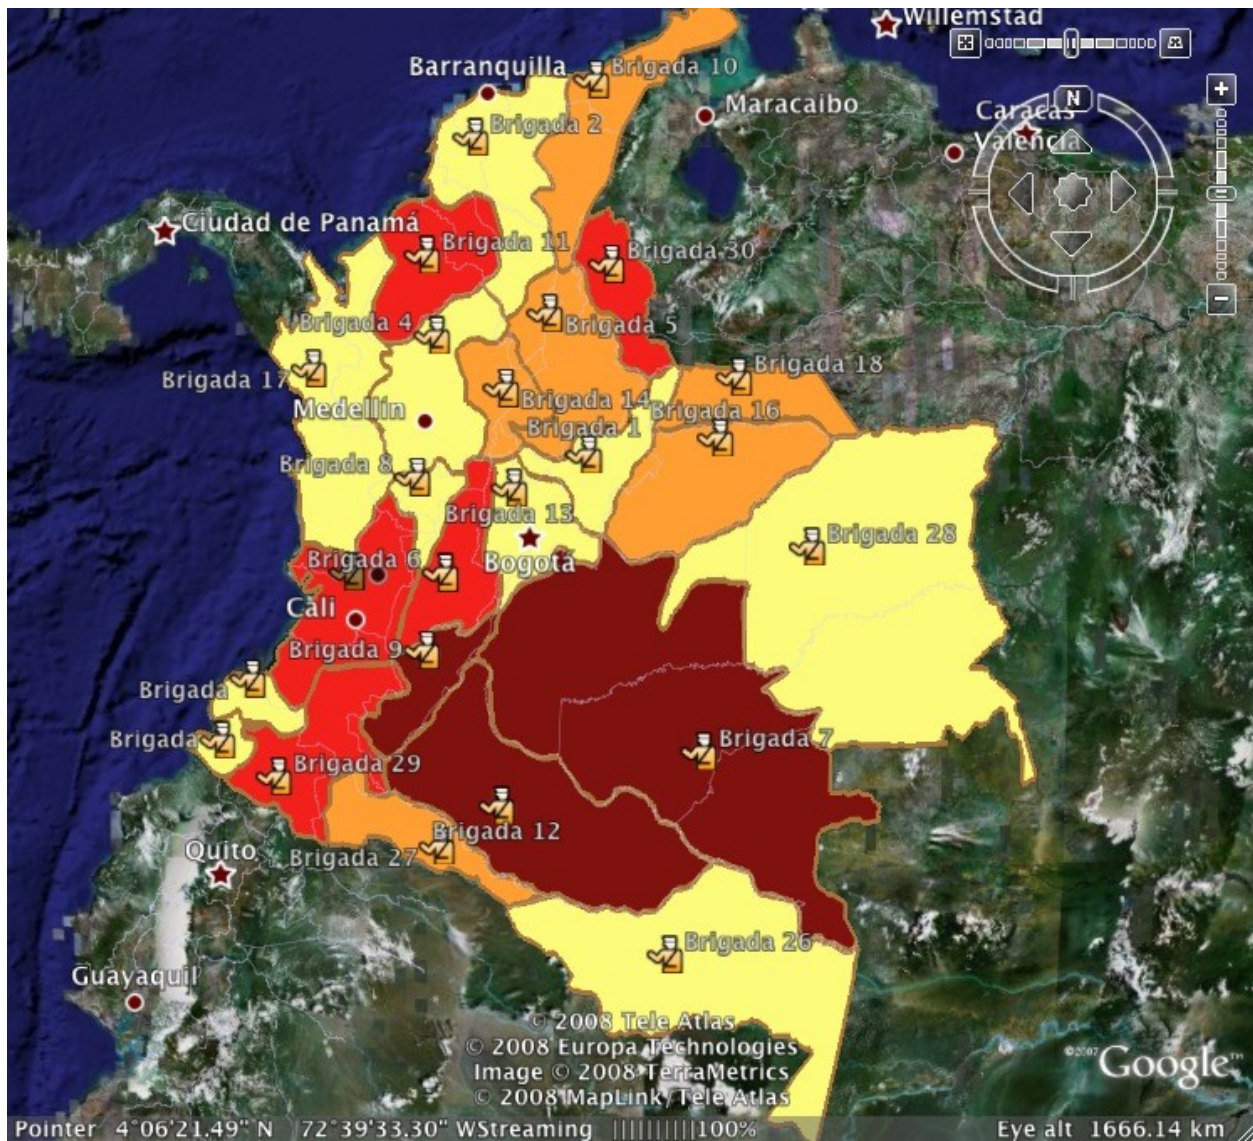 Willemstad
Barranquilla
Brigada 10
Maracaibo
N
Caracas
Brigada 2
Valencia
Ciudad de Panamá
Brigada 11
Brigada 30
Brigada 4
Brigada 5
Brigada 18
Brigada 17
Medellín
Brigada 14
Brigada 16
Brigada 1
Brigada 8
Brigada 13
Brigada 28
Brigada 6
Bogotá
Cali
Brigada 9
Brigada
Brigada
Brigada 7
Brigada 29
Brigada 12
Quito
Brigada 27
Brigada 26
Guayaquil
© 2008 Tele Atlas
© 2008 Europa Technologies
Image © 2008 TerraMetrics
© 2008 MapLink/Tele Atlas
©2007 Google™
Pointer 4°06'21.49" N 72°39'33.30" W Streaming ||||||||| 100% Eye alt 1666.14 km